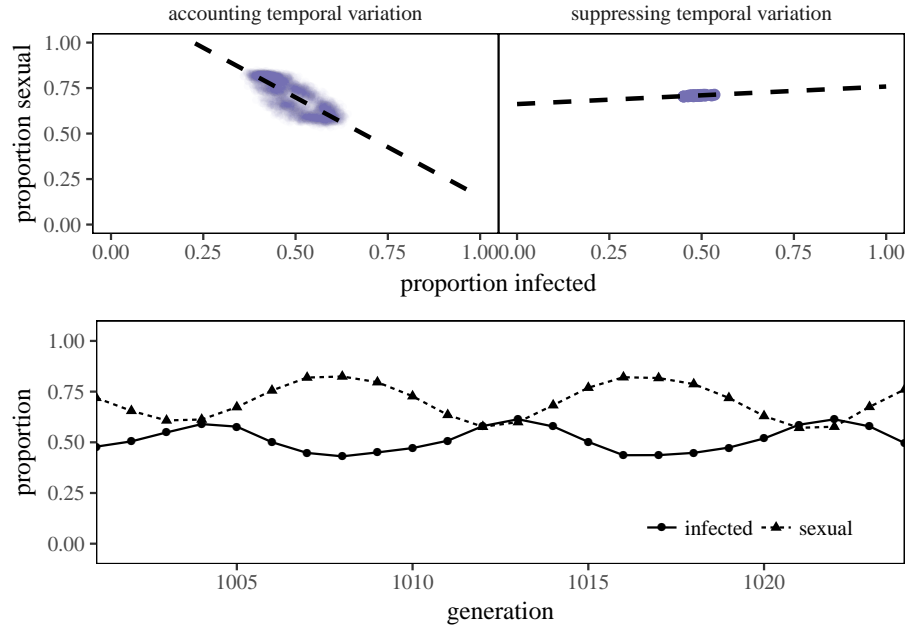 accounting temporal variation
suppressing temporal variation
proportion sexual
1.00
0.75
0.50
0.25
0.00
0.00 0.25 0.50 0.75 1.00
0.00 0.25 0.50 0.75 1.00
proportion infected
proportion
1.00
0.75
0.50
0.25
0.00
infected sexual
1005 1010 1015 1020
generation